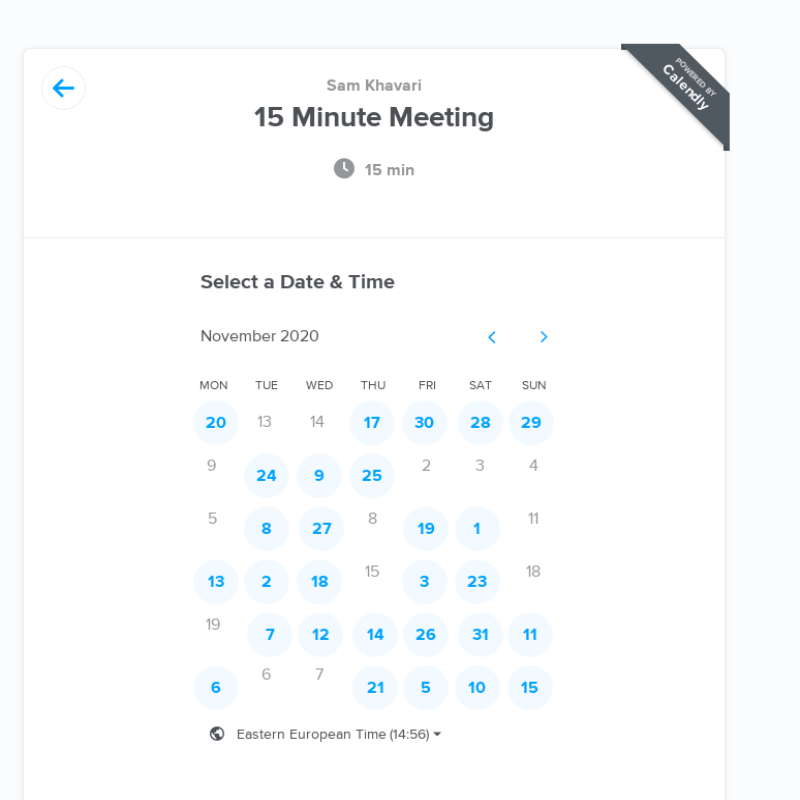 POWERED BY
Calendly
Sam Khavari
15 Minute Meeting
15 min
Select a Date & Time
November 2020
MON TUE WED THU FRI SAT SUN
20 13 14 17 30 28 29
9 24 9 25 2 3 4
5 8 27 8 19 1 11
13 2 18 15 3 23 18
19 7 12 14 26 31 11
6 6 7 21 5 10 15
Eastern European Time (14:56)